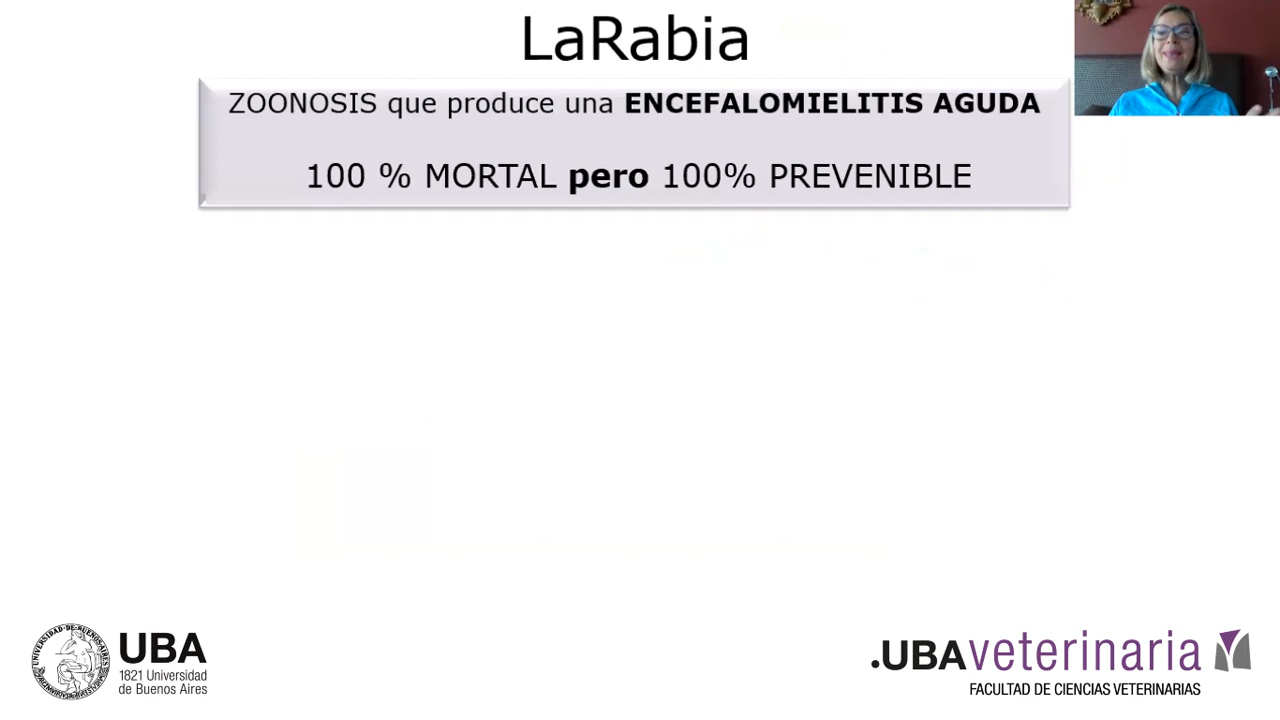 LaRabia
ZOONOSIS que produce una ENCEFALOMIELITIS AGUDA
100 % MORTAL pero 100% PREVENIBLE
UBA
1821 Universidad
de Buenos Aires
.UBAveterinaria
FACULTAD DE CIENCIAS VETERINARIAS